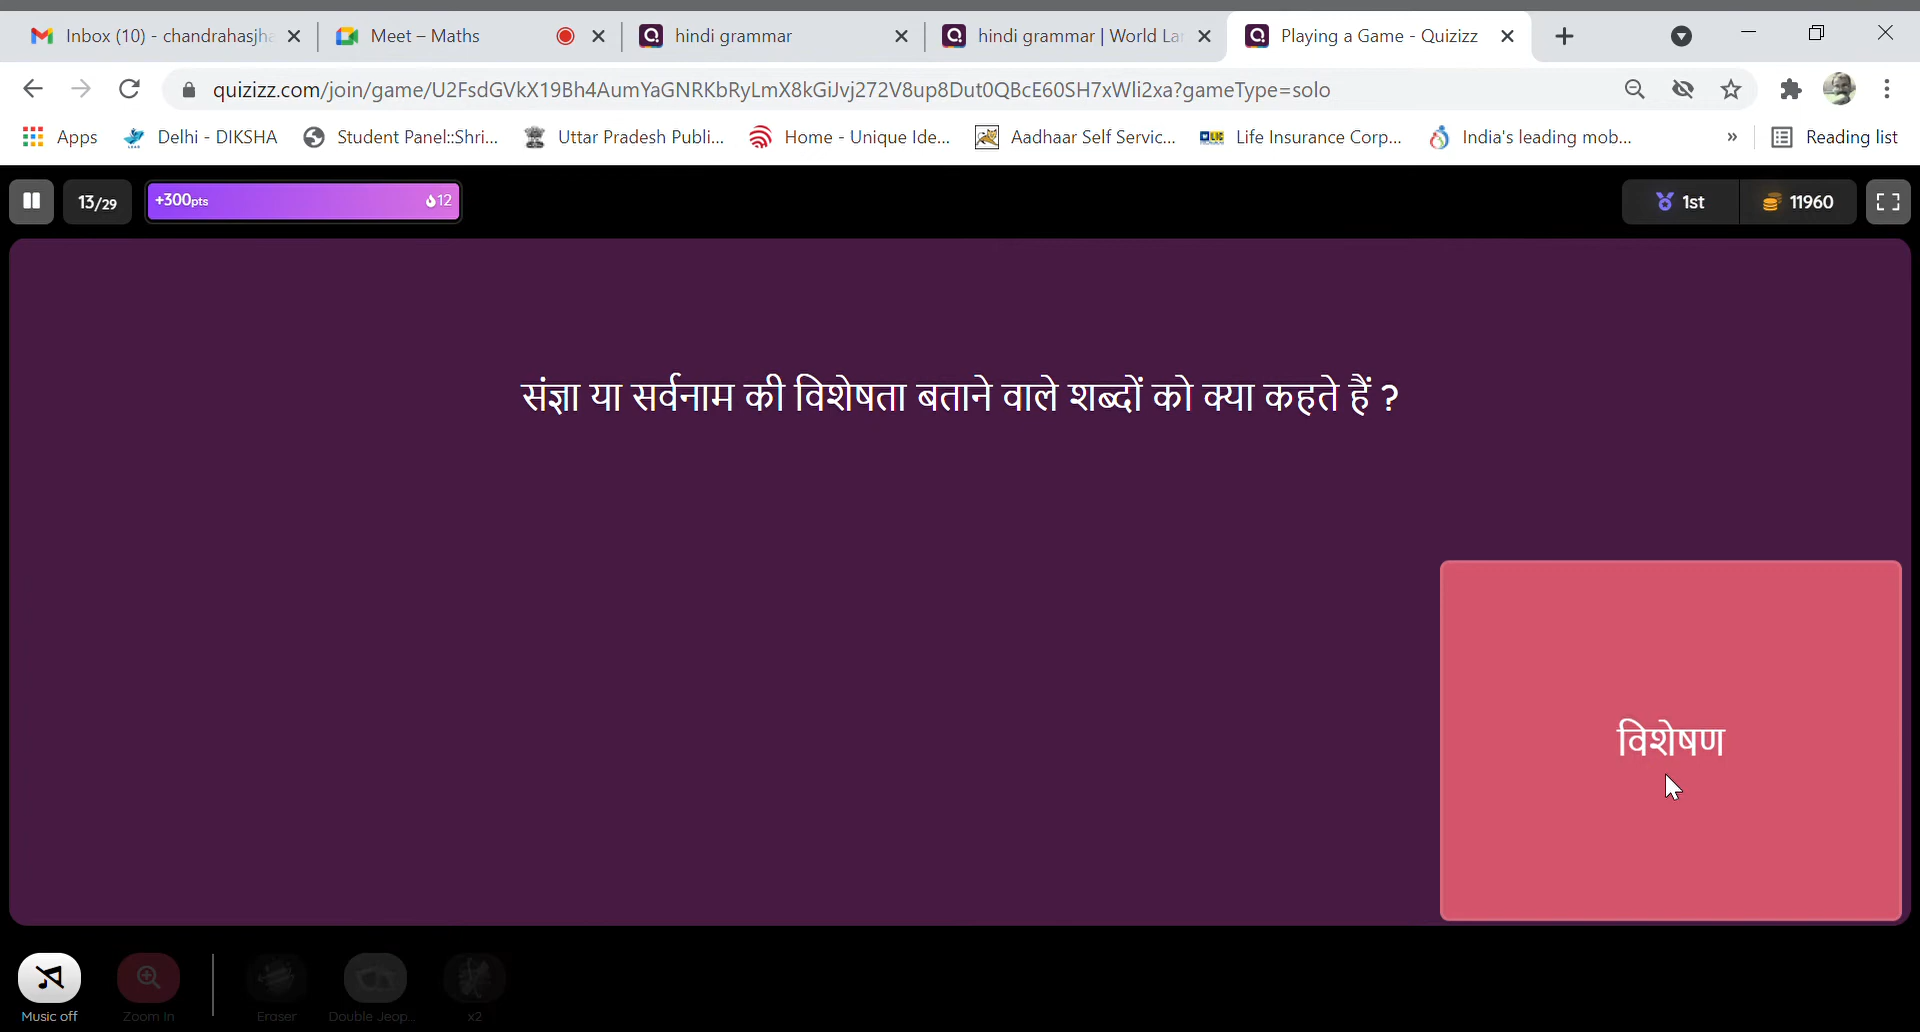 Inbox (10) - chandrahasjha
Meet – Maths
hindi grammar
hindi grammar | World Lar
Playing a Game - Quizizz
quizizz.com/join/game/U2FsdGVkX19Bh4AumYaGNRKbRyLmX8kGiJvj272V8up8Dut0QBcE60SH7xWli2xa?gameType=solo
Apps
Delhi - DIKSHA
Student Panel::Shri...
Uttar Pradesh Publi...
Home - Unique Ide...
Aadhaar Self Servic...
Life Insurance Corp...
India's leading mob...
»
Reading list
13/29
+300pts
12
1st
11960
संज्ञा या सर्वनाम की विशेषता बताने वाले शब्दों को क्या कहते हैं ?
विशेषण
Music off
Zoom In
Eraser
Double Jeop...
x2